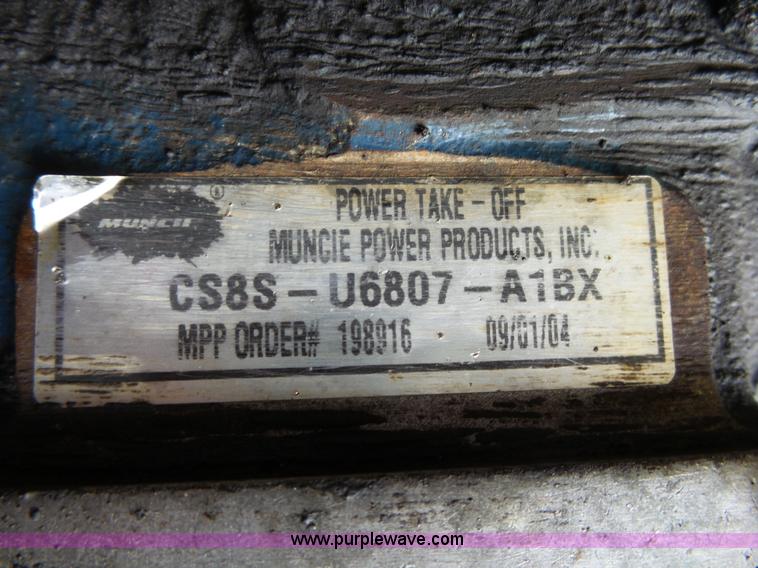 MUNCIE ®
POWER TAKE - OFF
MUNCIE POWER PRODUCTS, INC.
CS8S - U6807 - A1BX
MPP ORDER# 198916 09/01/04
www.purplewave.com